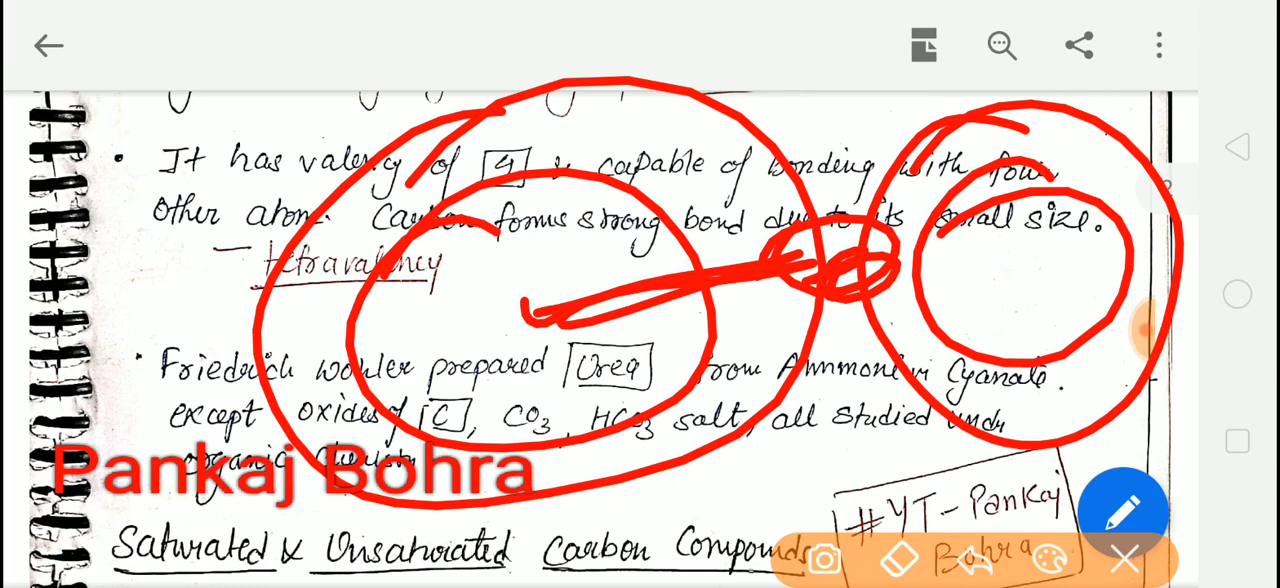 It has valency of 4 & capable of bonding with four
other atom. Carbon forms strong bond due to its small size.
– tetravalency
Friedrich wohler prepared Urea from Ammonium Cyanate.
except oxides of C, CO3, HCO3 salt, all studied under
organic chemistry
Pankaj Bohra
Saturated & Unsaturated Carbon Compounds
#YT - Pankaj
Bohra